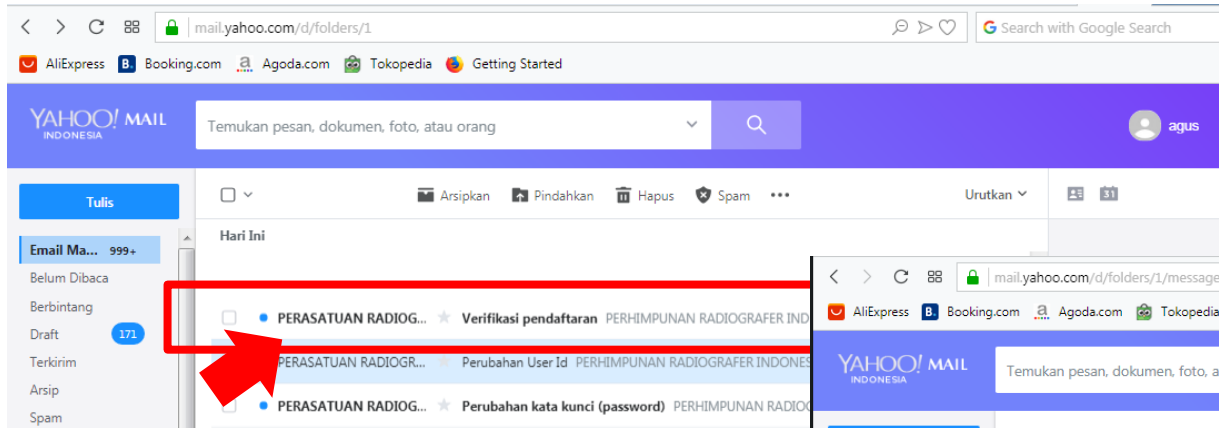 mail.yahoo.com/d/folders/1
G Search with Google Search
AliExpress B. Booking.com a Agoda.com Tokopedia Getting Started
YAHOO! MAIL
INDONESIA
Temukan pesan, dokumen, foto, atau orang
agus
Tulis
Arsipkan Pindahkan Hapus Spam ••• Urutkan 31
Hari Ini
Email Ma... 999+
Belum Dibaca
Berbintang
Draft 171
Terkirim
Arsip
Spam
PERASATUAN RADIOG... Verifikasi pendaftaran PERHIMPUNAN RADIOGRAFER IND
PERASATUAN RADIOGR... Perubahan User Id PERHIMPUNAN RADIOGRAFER INDONES
PERASATUAN RADIOG... Perubahan kata kunci (password) PERHIMPUNAN RADIO
mail.yahoo.com/d/folders/1/message
AliExpress B. Booking.com a Agoda.com Tokopedia
YAHOO! MAIL
INDONESIA
Temukan pesan, dokumen, foto, a